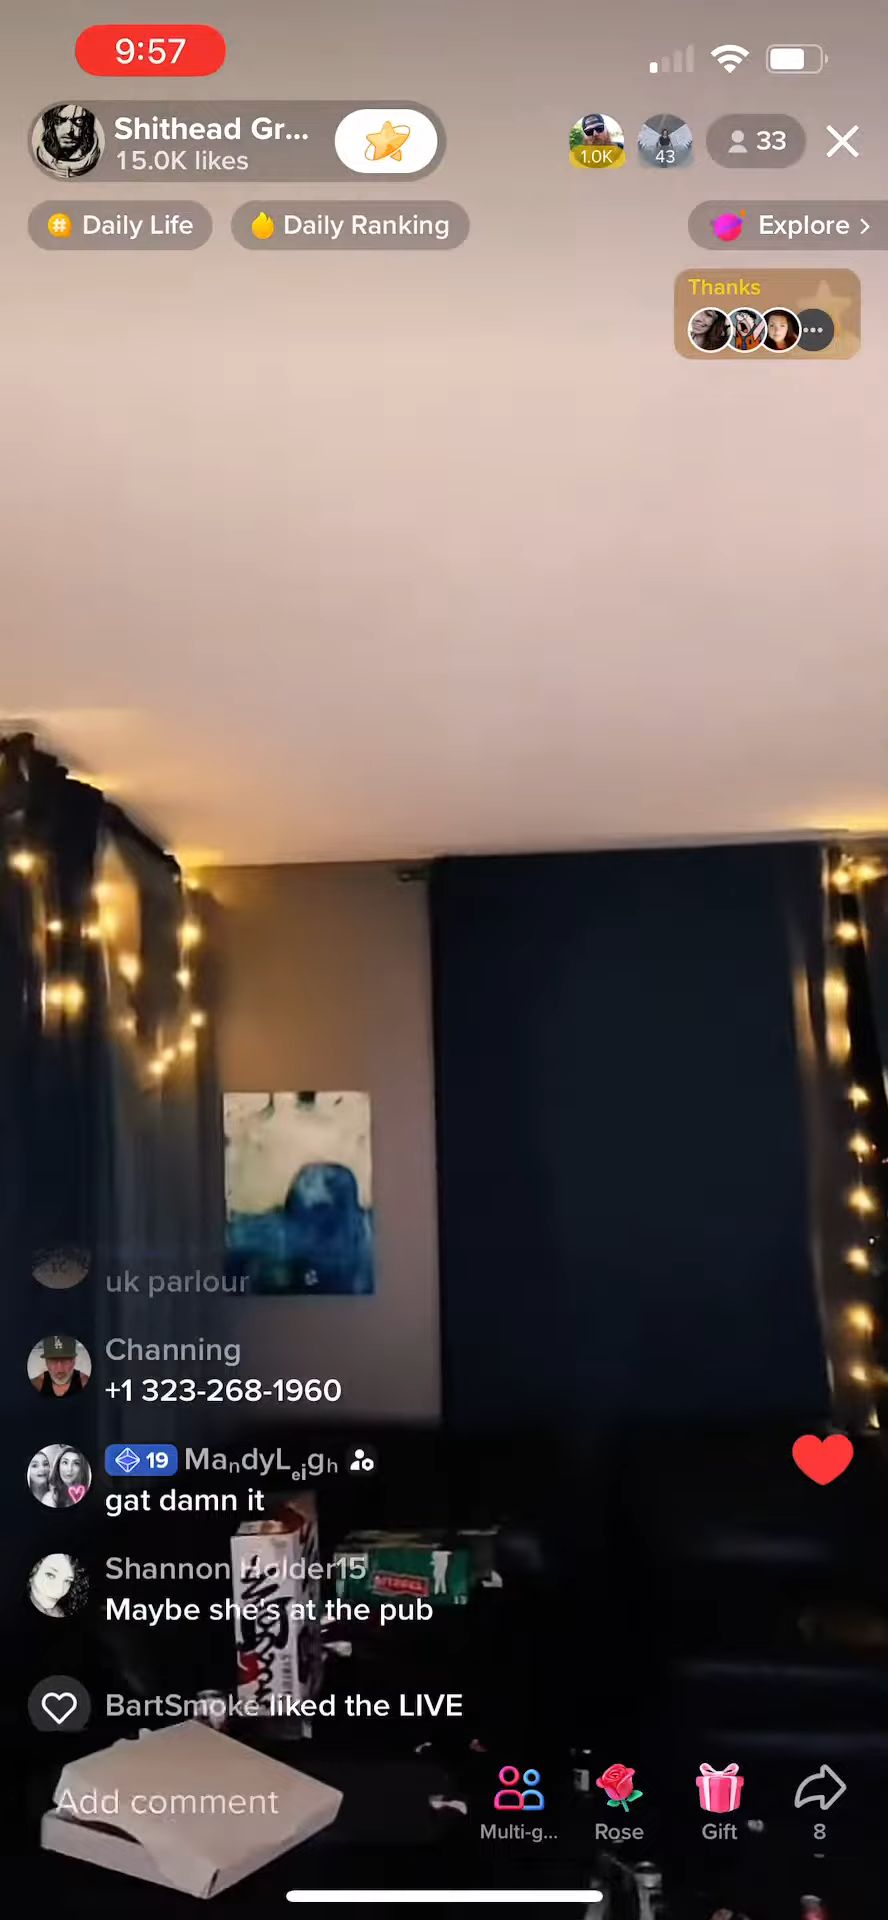 9:57
Shithead Gr...
15.0K likes
1.0K
43
33
Daily Life
Daily Ranking
Explore >
Thanks
uk parlour
Channing
+1 323-268-1960
19 MandyLeigh
gat damn it
Shannon Holder15
Maybe she's at the pub
BartSmoke liked the LIVE
Add comment
Multi-g...
Rose
Gift
8